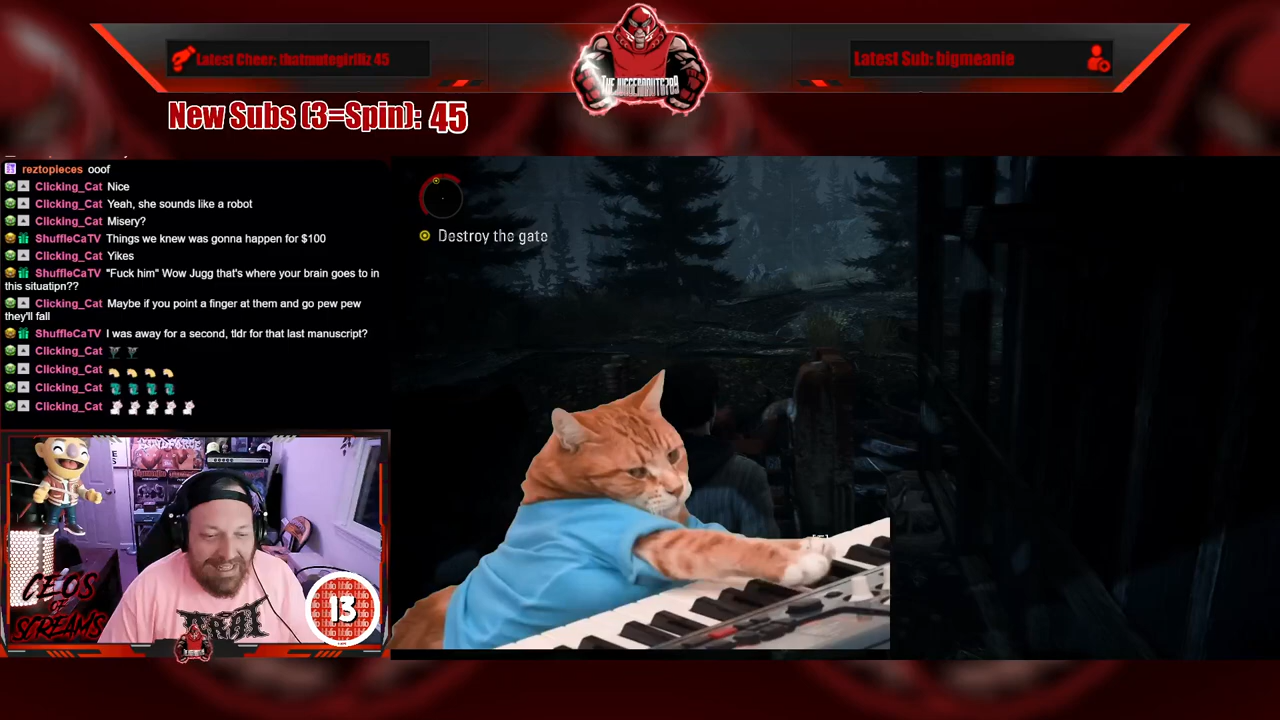 Latest Cheer: thatmutegirlliz 45
THEJUGGERNAUT6789
Latest Sub: bigmeanie
New Subs (3=Spin): 45
reztopieces ooof
Clicking_Cat Nice
Clicking_Cat Yeah, she sounds like a robot
Clicking_Cat Misery?
ShuffleCaTV Things we knew was gonna happen for $100
Clicking_Cat Yikes
ShuffleCaTV "Fuck him" Wow Jugg that's where your brain goes to in
this situatipn??
Clicking_Cat Maybe if you point a finger at them and go pew pew
they'll fall
ShuffleCaTV I was away for a second, tldr for that last manuscript?
Clicking_Cat
Clicking_Cat
Clicking_Cat
Clicking_Cat
Destroy the gate
CEOS
OF
STREAMS
13